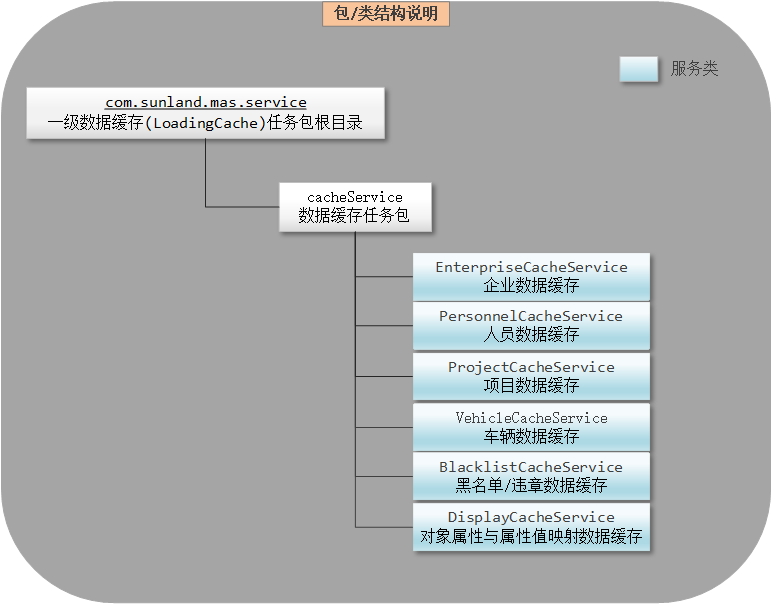 包/类结构说明
服务类
com.sunland.mas.service
一级数据缓存(LoadingCache)任务包根目录
cacheService
数据缓存任务包
EnterpriseCacheService
企业数据缓存
PersonnelCacheService
人员数据缓存
ProjectCacheService
项目数据缓存
VehicleCacheService
车辆数据缓存
BlacklistCacheService
黑名单/违章数据缓存
DisplayCacheService
对象属性与属性值映射数据缓存